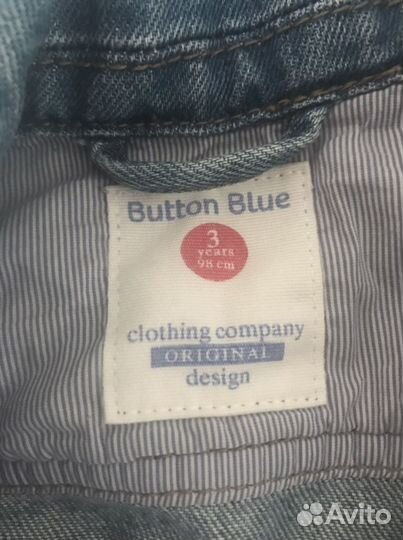 Button Blue
3
years
98 cm
clothing company
ORIGINAL
design
Avito